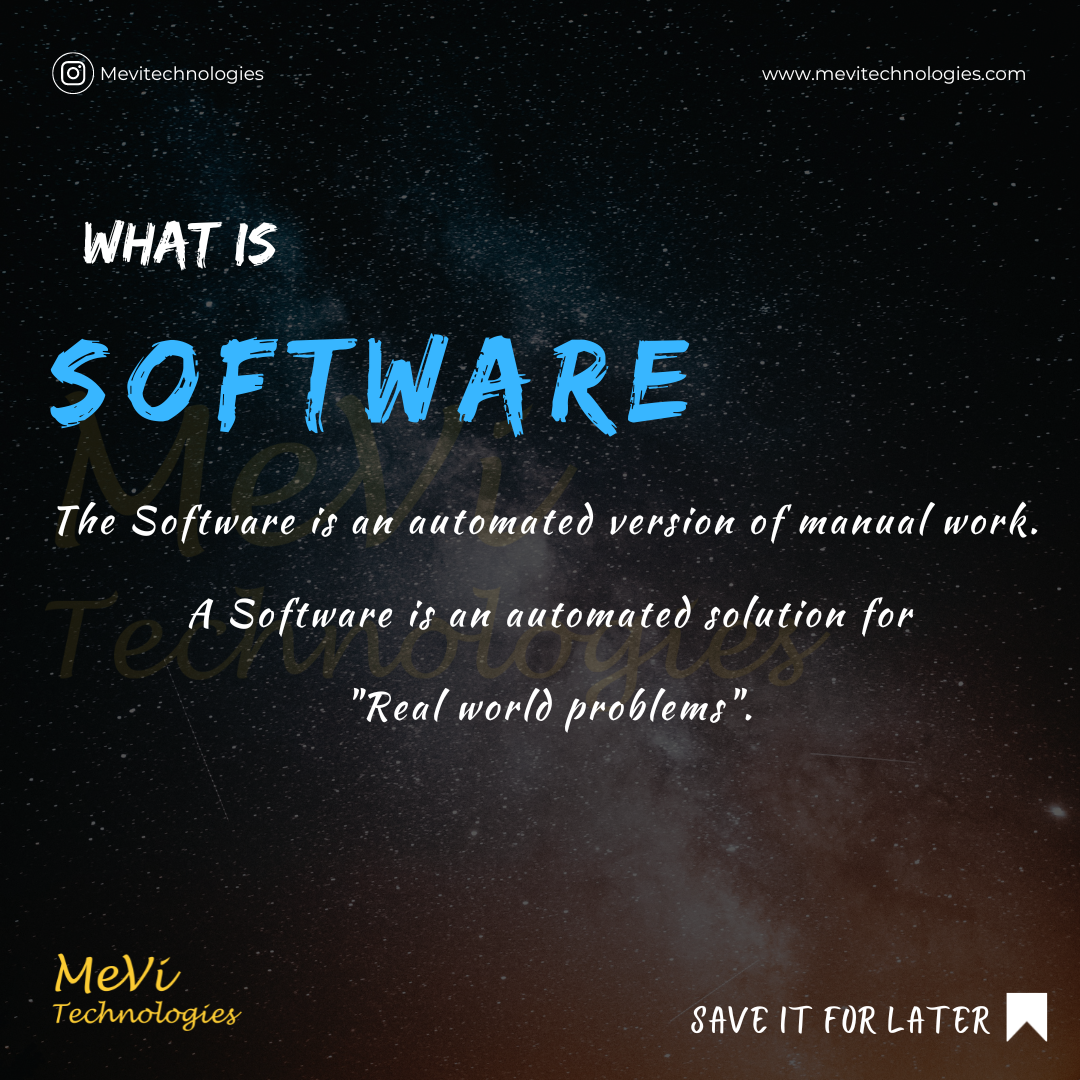 Mevitechnologies
www.mevitechnologies.com
WHAT IS
SOFTWARE
MeVi
Technologies
The Software is an automated version of manual work.
A Software is an automated solution for
"Real world problems".
MeVi
Technologies
SAVE IT FOR LATER